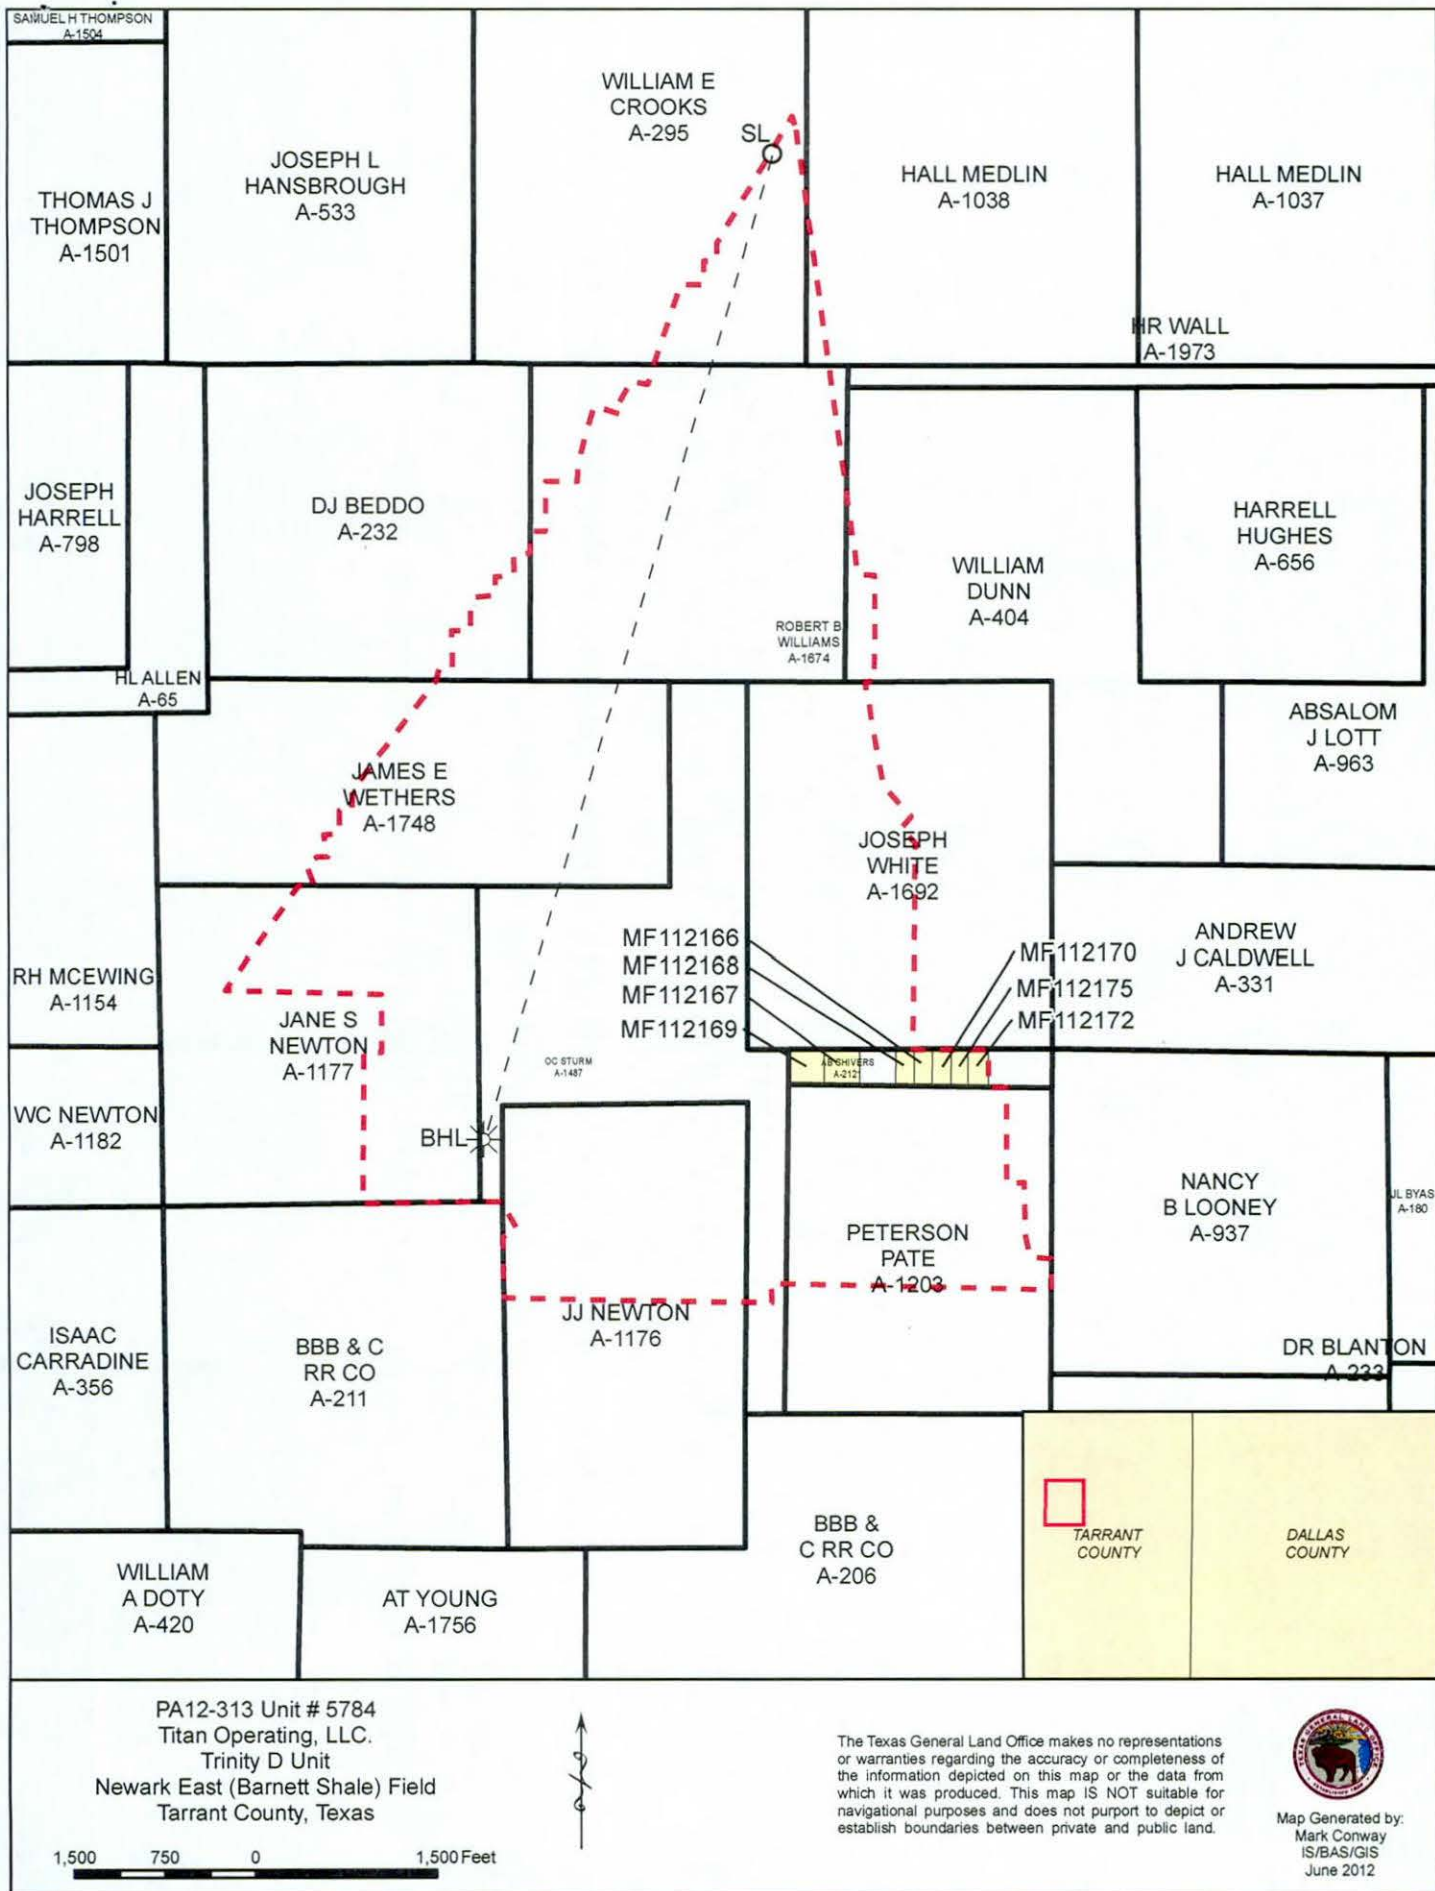 SAMUEL H THOMPSON
A-1504
WILLIAM E
CROOKS
A-295
SL
JOSEPH L
HANSBROUGH
A-533
HALL MEDLIN
A-1038
HALL MEDLIN
A-1037
THOMAS J
THOMPSON
A-1501
HR WALL
A-1973
JOSEPH
HARRELL
A-798
DJ BEDDO
A-232
HARRELL
HUGHES
A-656
WILLIAM
DUNN
A-404
ROBERT B
WILLIAMS
A-1674
HL ALLEN
A-65
ABSALOM
J LOTT
A-963
JAMES E
WETHERS
A-1748
JOSEPH
WHITE
A-1692
MF112166
MF112168
MF112167
MF112169
MF112170
MF112175
MF112172
ANDREW
J CALDWELL
A-331
RH MCEWING
A-1154
JANE S
NEWTON
A-1177
OC STURM
A-1487
AB SHIVERS
A-2121
WC NEWTON
A-1182
BHL
NANCY
B LOONEY
A-937
JL BYAS
A-180
PETERSON
PATE
A-1203
JJ NEWTON
A-1176
ISAAC
CARRADINE
A-356
BBB & C
RR CO
A-211
DR BLANTON
A-233
BBB &
C RR CO
A-206
TARRANT
COUNTY
DALLAS
COUNTY
WILLIAM
A DOTY
A-420
AT YOUNG
A-1756
PA12-313 Unit # 5784
Titan Operating, LLC.
Trinity D Unit
Newark East (Barnett Shale) Field
Tarrant County, Texas
1,500 750 0 1,500 Feet
The Texas General Land Office makes no representations
or warranties regarding the accuracy or completeness of
the information depicted on this map or the data from
which it was produced. This map IS NOT suitable for
navigational purposes and does not purport to depict or
establish boundaries between private and public land.
TEXAS GENERAL LAND OFFICE
Map Generated by:
Mark Conway
IS/BAS/GIS
June 2012